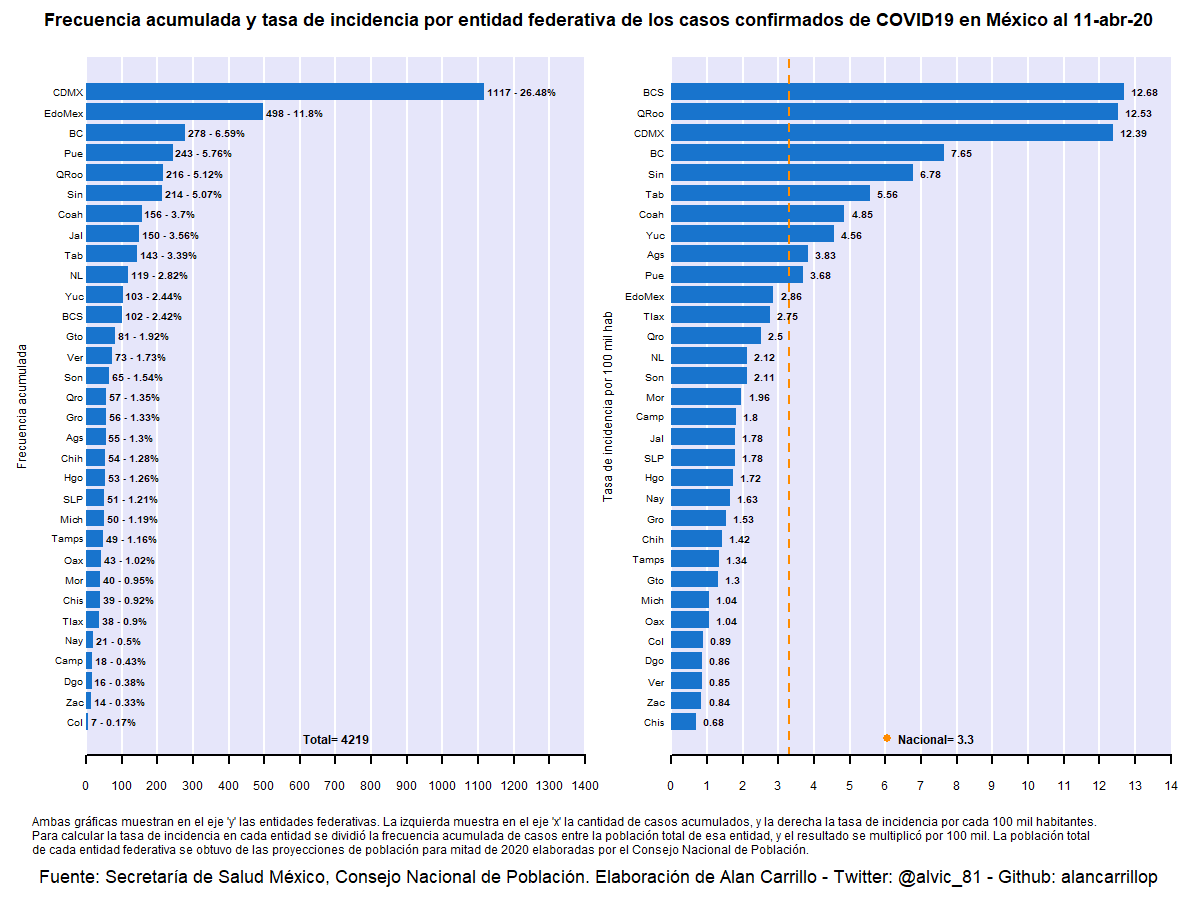 Frecuencia acumulada y tasa de incidencia por entidad federativa de los casos confirmados de COVID19 en México al 11-abr-20
Frecuencia acumulada
CDMX 1117 - 26.48%
EdoMex 498 - 11.8%
BC 278 - 6.59%
Pue 243 - 5.76%
QRoo 216 - 5.12%
Sin 214 - 5.07%
Coah 156 - 3.7%
Jal 150 - 3.56%
Tab 143 - 3.39%
NL 119 - 2.82%
Yuc 103 - 2.44%
BCS 102 - 2.42%
Gto 81 - 1.92%
Ver 73 - 1.73%
Son 65 - 1.54%
Qro 57 - 1.35%
Gro 56 - 1.33%
Ags 55 - 1.3%
Chih 54 - 1.28%
Hgo 53 - 1.26%
SLP 51 - 1.21%
Mich 50 - 1.19%
Tamps 49 - 1.16%
Oax 43 - 1.02%
Mor 40 - 0.95%
Chis 39 - 0.92%
Tlax 38 - 0.9%
Nay 21 - 0.5%
Camp 18 - 0.43%
Dgo 16 - 0.38%
Zac 14 - 0.33%
Col 7 - 0.17%
Total= 4219
0 100 200 300 400 500 600 700 800 900 1000 1100 1200 1300 1400
Tasa de incidencia por 100 mil hab
BCS 12.68
QRoo 12.53
CDMX 12.39
BC 7.65
Sin 6.78
Tab 5.56
Coah 4.85
Yuc 4.56
Ags 3.83
Pue 3.68
EdoMex 2.86
Tlax 2.75
Qro 2.5
NL 2.12
Son 2.11
Mor 1.96
Camp 1.8
Jal 1.78
SLP 1.78
Hgo 1.72
Nay 1.63
Gro 1.53
Chih 1.42
Tamps 1.34
Gto 1.3
Mich 1.04
Oax 1.04
Col 0.89
Dgo 0.86
Ver 0.85
Zac 0.84
Chis 0.68
Nacional= 3.3
0 1 2 3 4 5 6 7 8 9 10 11 12 13 14
Ambas gráficas muestran en el eje 'y' las entidades federativas. La izquierda muestra en el eje 'x' la cantidad de casos acumulados, y la derecha la tasa de incidencia por cada 100 mil habitantes.
Para calcular la tasa de incidencia en cada entidad se dividió la frecuencia acumulada de casos entre la población total de esa entidad, y el resultado se multiplicó por 100 mil. La población total
de cada entidad federativa se obtuvo de las proyecciones de población para mitad de 2020 elaboradas por el Consejo Nacional de Población.
Fuente: Secretaría de Salud México, Consejo Nacional de Población. Elaboración de Alan Carrillo - Twitter: @alvic_81 - Github: alancarrillop